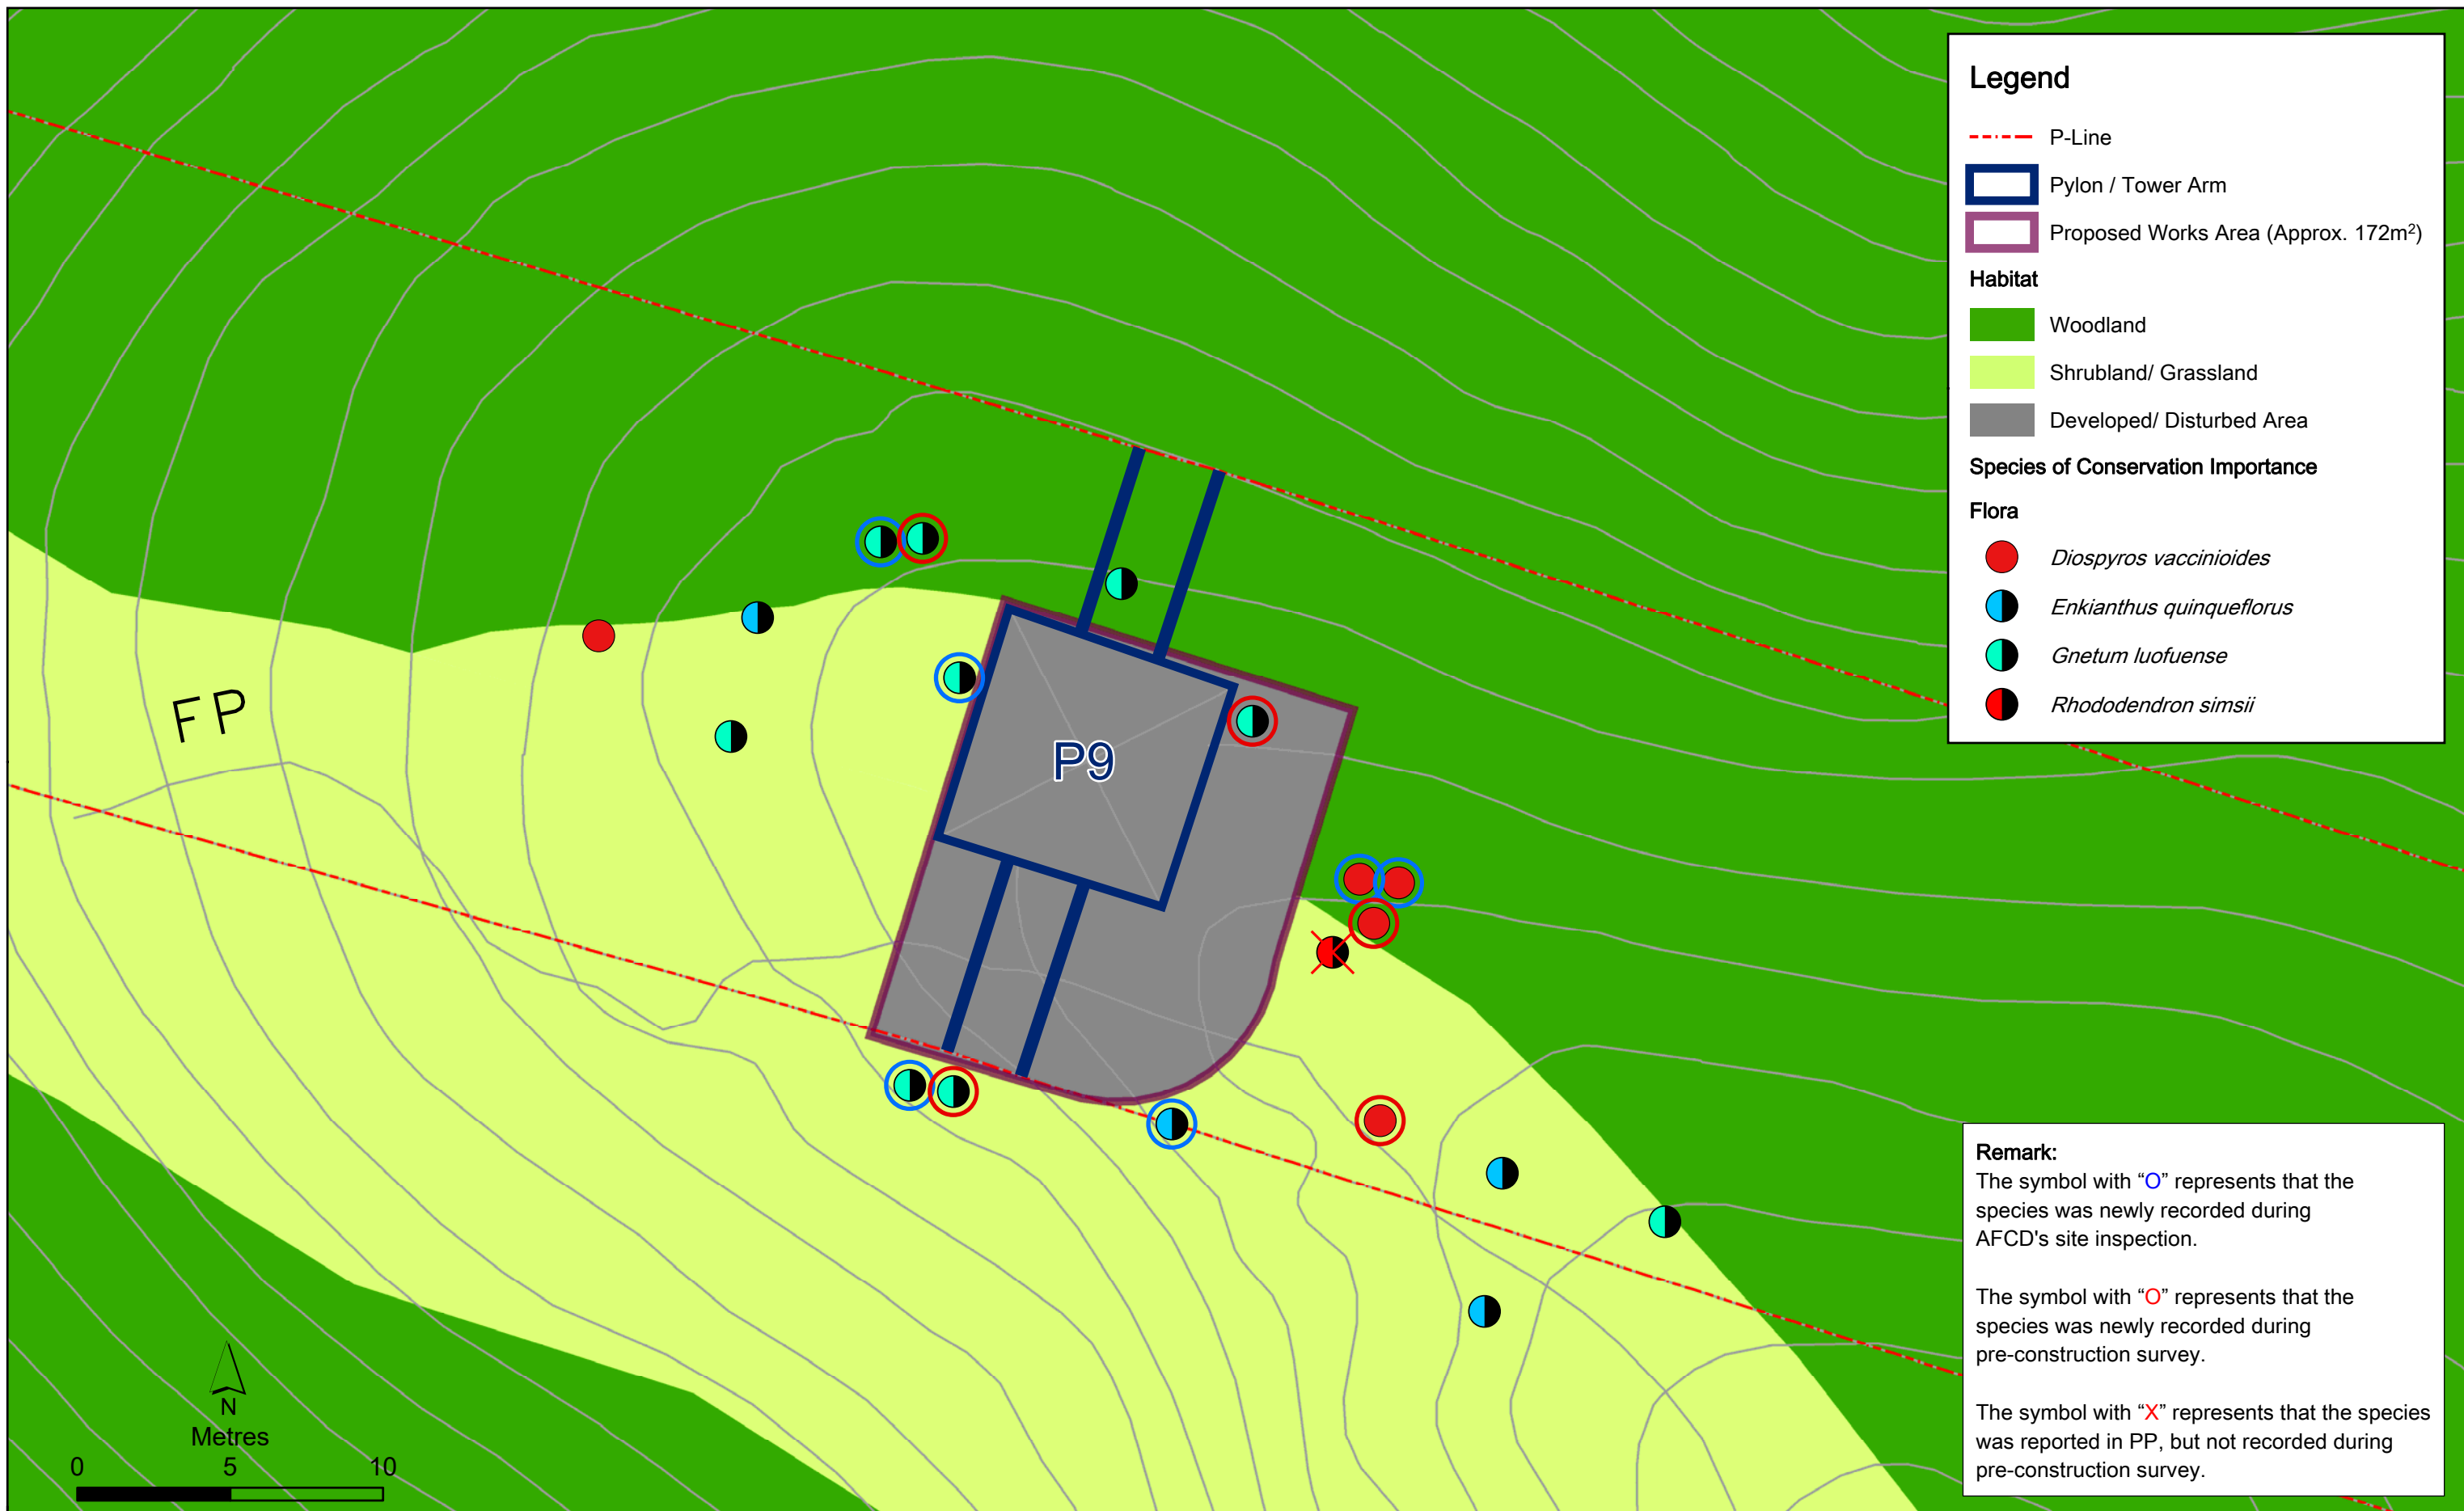 Legend
P-Line
Pylon / Tower Arm
Proposed Works Area (Approx. 172m²)
Habitat
Woodland
Shrubland/ Grassland
Developed/ Disturbed Area
Species of Conservation Importance
Flora
Diospyros vaccinioides
Enkianthus quinqueflorus
Gnetum luofuense
Rhododendron simsii
FP
P9
Remark:
The symbol with “O” represents that the
species was newly recorded during
AFCD's site inspection.
The symbol with “O” represents that the
species was newly recorded during
pre-construction survey.
The symbol with “X” represents that the species
was reported in PP, but not recorded during
pre-construction survey.
N
Metres
0 5 10